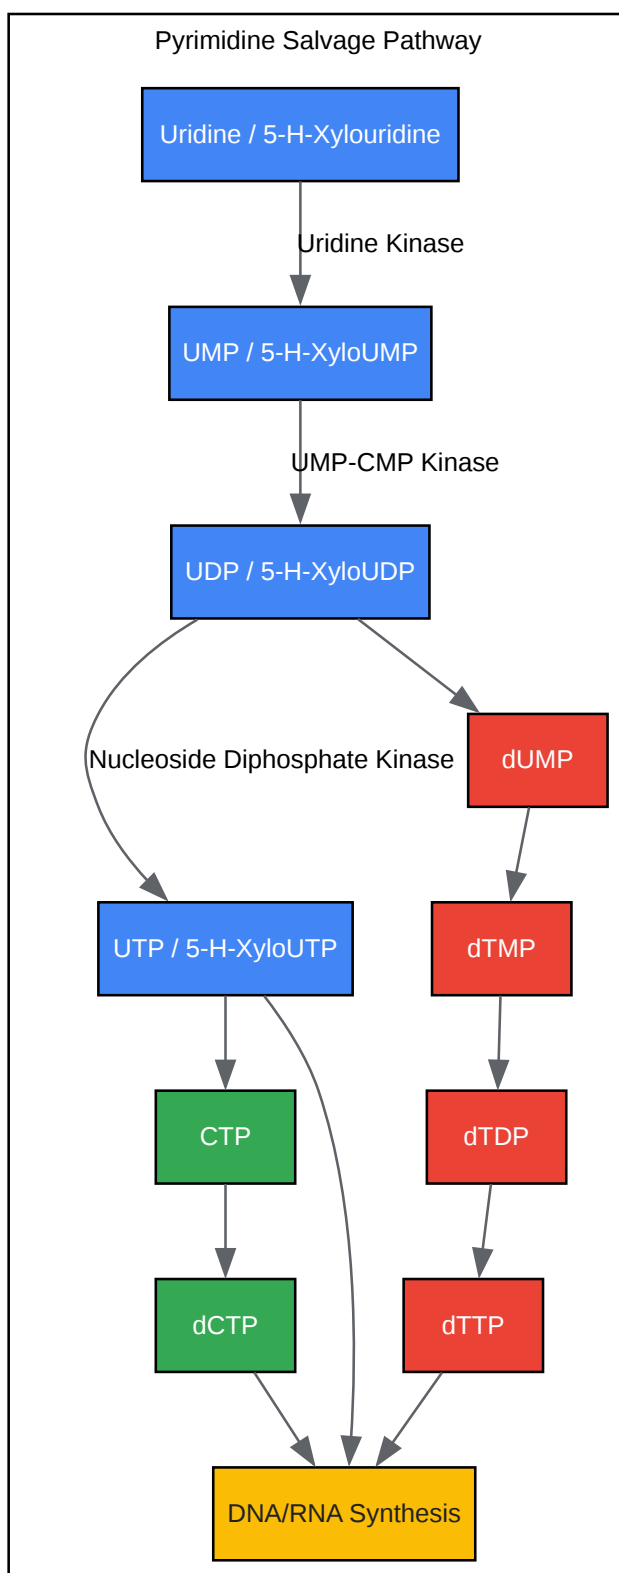 Pyrimidine Salvage Pathway
Uridine / 5-H-Xylouridine
Uridine Kinase
UMP / 5-H-XyloUMP
UMP-CMP Kinase
UDP / 5-H-XyloUDP
Nucleoside Diphosphate Kinase
dUMP
UTP / 5-H-XyloUTP
dTMP
CTP
dTDP
dCTP
dTTP
DNA/RNA Synthesis